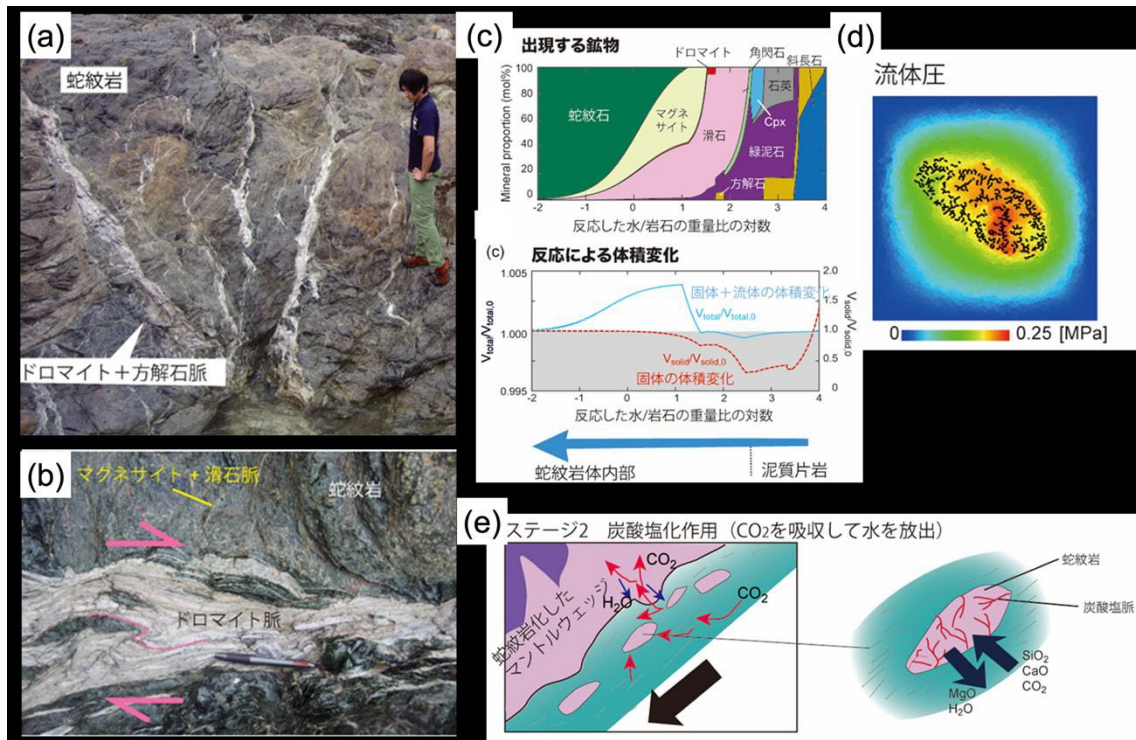 (a)
蛇紋岩
ドロマイト＋方解石脈
(b)
マグネサイト + 滑石脈
蛇紋岩
ドロマイト脈
(c)
出現する鉱物
ドロマイト
角閃石
斜長石
Mineral proportion (mol%)
100
80
60
40
20
0
蛇紋石
マグネ
サイト
滑石
石英
Cpx
緑泥石
方解石
-2
-1
0
1
2
3
4
反応した水/岩石の重量比の対数
(c)
反応による体積変化
1.005
1.000
0.995
Vtotal/Vtotal,0
2.0
1.5
1.0
0.5
0
Vsolid/Vsolid,0
固体＋流体の体積変化
Vtotal/Vtotal,0
Vsolid/Vsolid,0
固体の体積変化
-2
-1
0
1
2
3
4
反応した水/岩石の重量比の対数
蛇紋岩体内部
泥質片岩
(d)
流体圧
0
0.25 [MPa]
(e)
ステージ2 炭酸塩化作用（CO2を吸収して水を放出）
CO2
H2O
CO2
蛇紋岩化した
マントルウェッジ
蛇紋岩
炭酸塩脈
SiO2
CaO
CO2
MgO
H2O